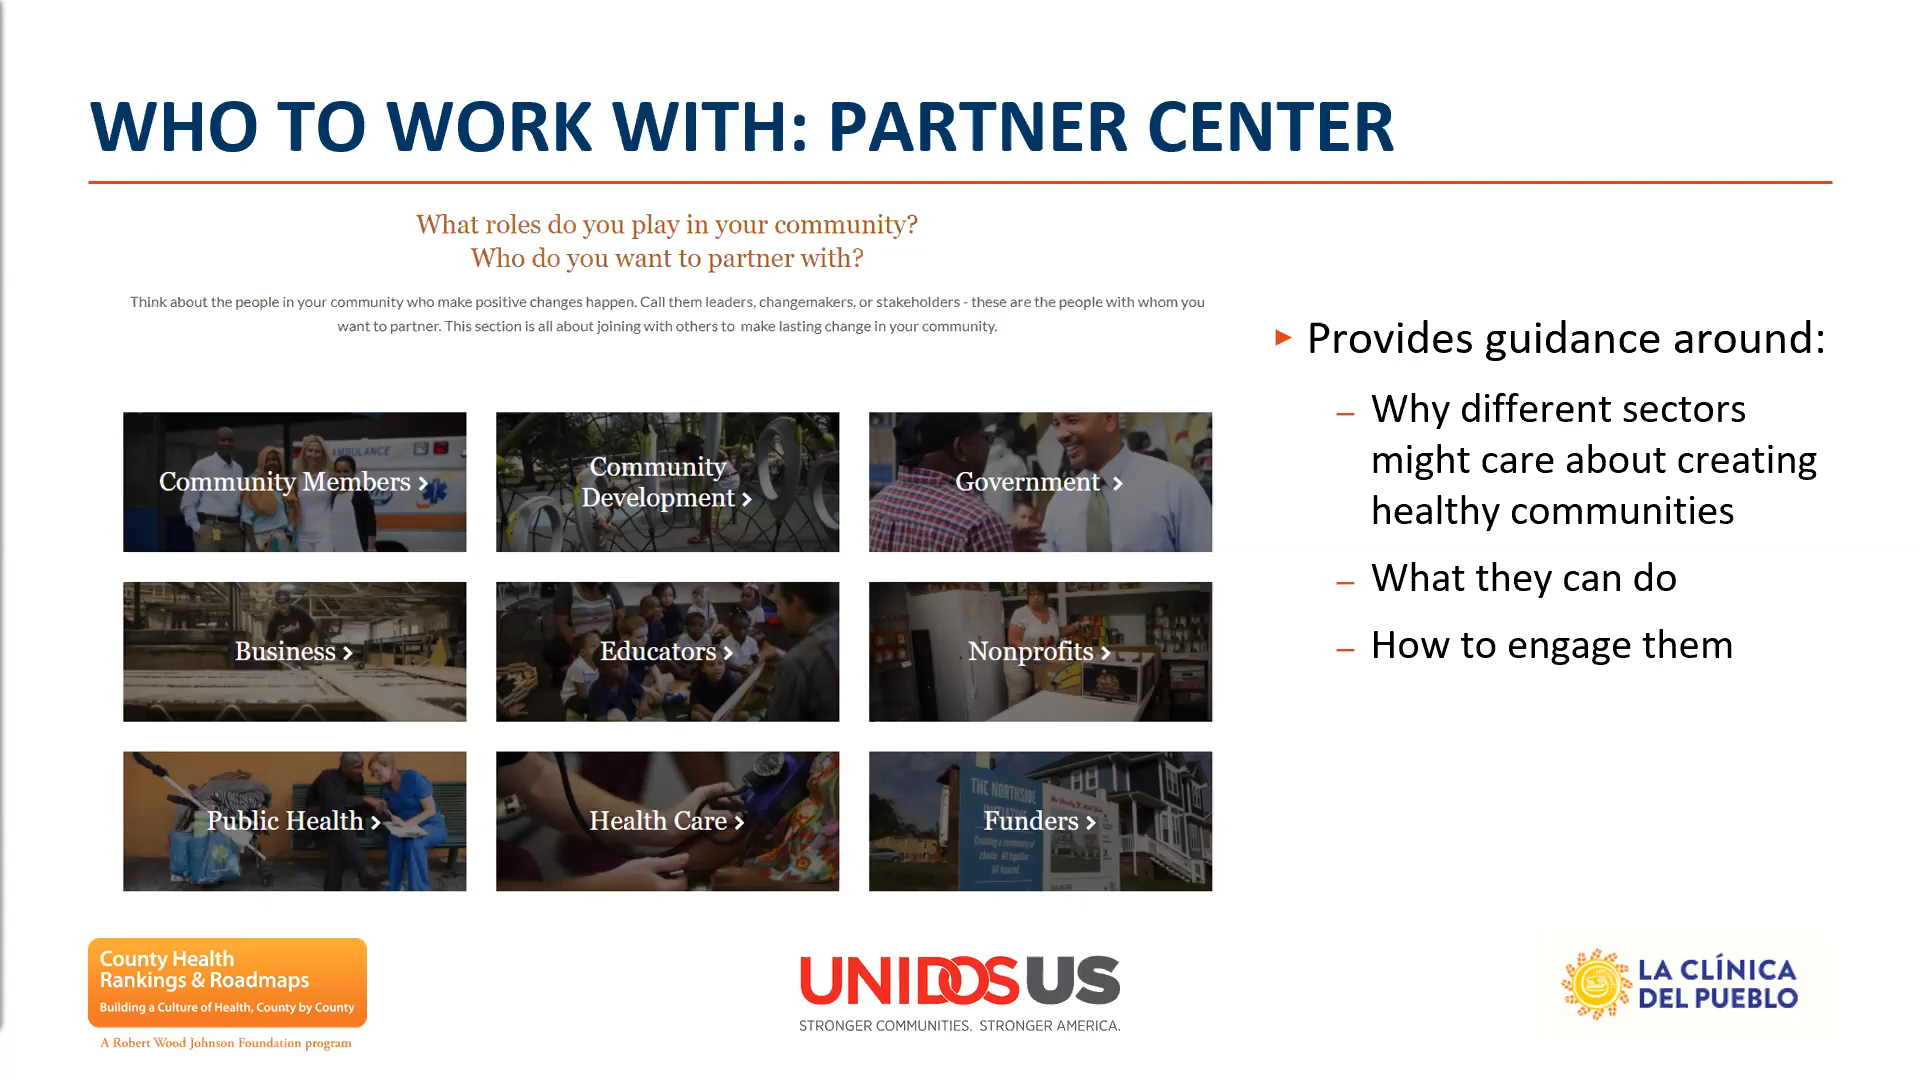 WHO TO WORK WITH: PARTNER CENTER
What roles do you play in your community?
Who do you want to partner with?
Think about the people in your community who make positive changes happen. Call them leaders, changemakers, or stakeholders - these are the people with whom you
want to partner. This section is all about joining with others to make lasting change in your community.
AMBULANCE
Community Members ›
Community
Development ›
Government ›
Business ›
Educators ›
Nonprofits ›
Public Health ›
Health Care ›
THE NORTHSIDE
Funders ›
▸ Provides guidance around:
– Why different sectors
might care about creating
healthy communities
– What they can do
– How to engage them
County Health
Rankings & Roadmaps
Building a Culture of Health, County by County
A Robert Wood Johnson Foundation program
UNIDOSUS
STRONGER COMMUNITIES. STRONGER AMERICA.
LA CLÍNICA
DEL PUEBLO